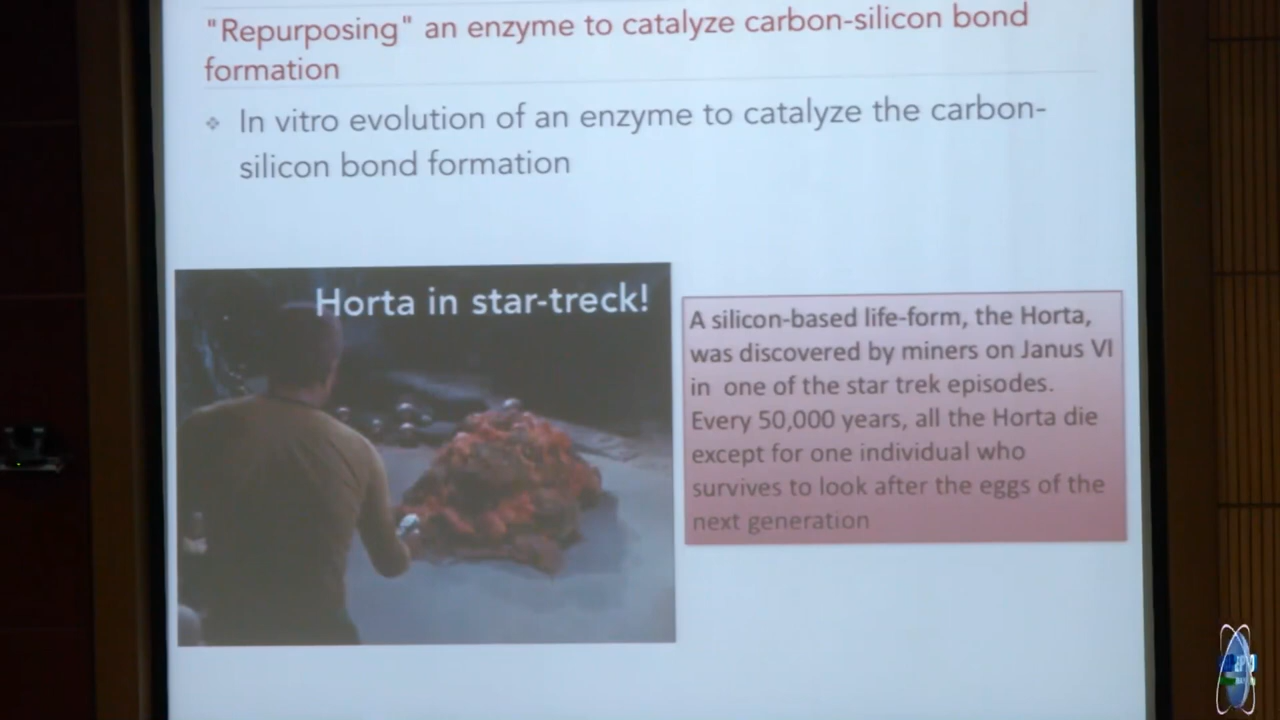 "Repurposing" an enzyme to catalyze carbon-silicon bond
formation
In vitro evolution of an enzyme to catalyze the carbon-
silicon bond formation
Horta in star-treck!
A silicon-based life-form, the Horta,
was discovered by miners on Janus VI
in one of the star trek episodes.
Every 50,000 years, all the Horta die
except for one individual who
survives to look after the eggs of the
next generation